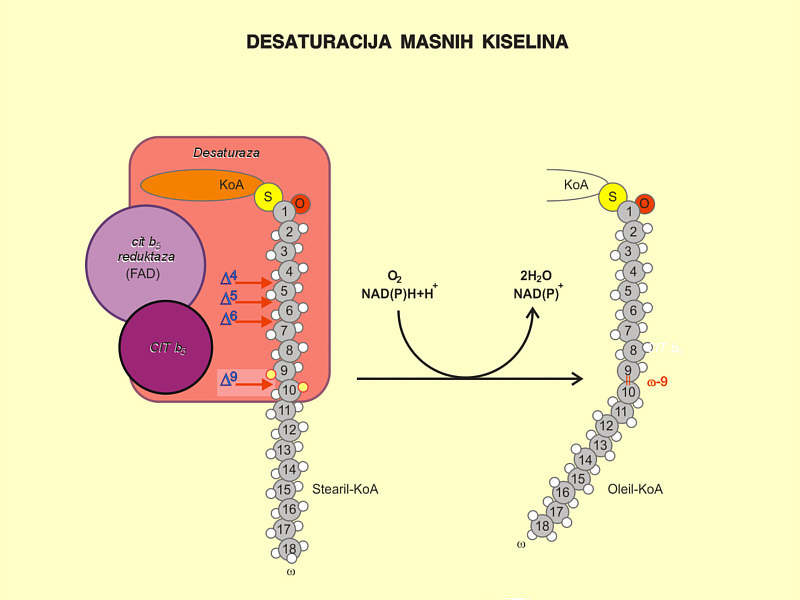 DESATURACIJA MASNIH KISELINA
Desaturaza
KoA
S
O
1
2
3
4
5
6
7
8
9
10
11
12
13
14
15
16
17
18
ω
cit b5
reduktaza
(FAD)
CIT b5
Δ4
Δ5
Δ6
Δ9
Stearil-KoA
O2
NAD(P)H+H+
2H2O
NAD(P)+
KoA
S
O
1
2
3
4
5
6
7
8
9
10
11
12
13
14
15
16
17
18
ω
ω-9
Oleil-KoA